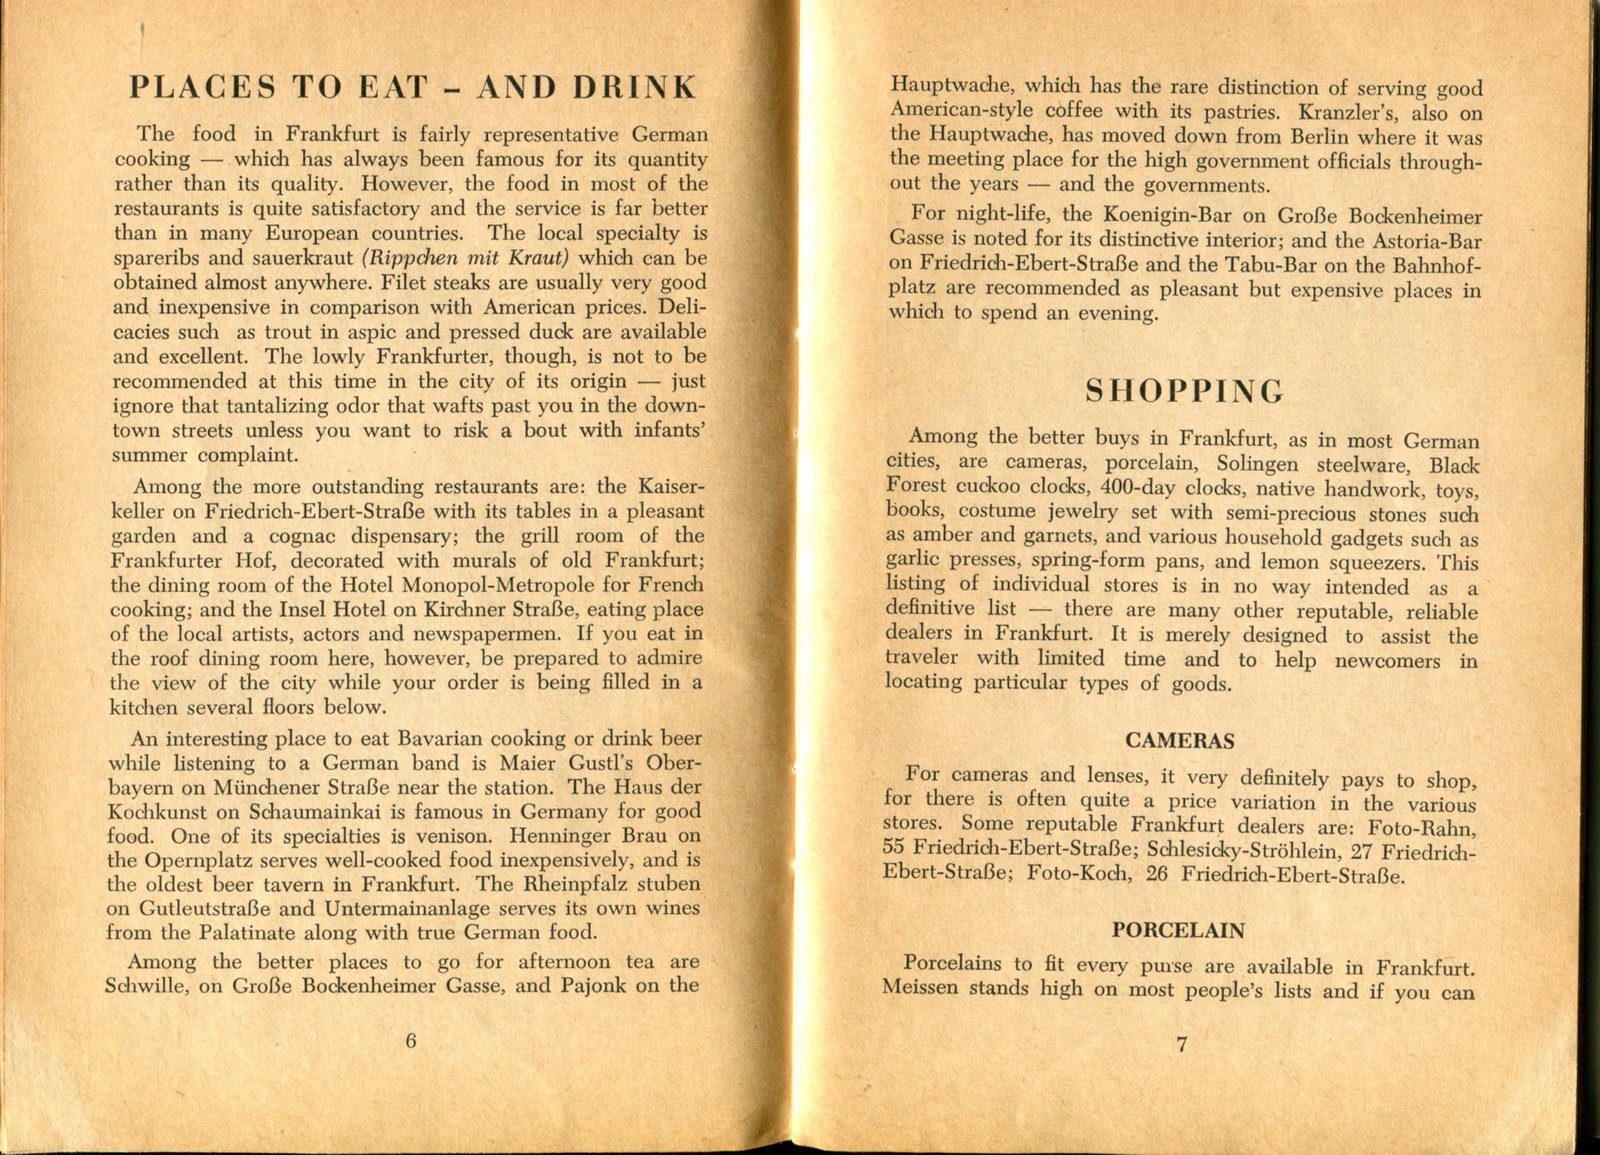 PLACES TO EAT – AND DRINK
The food in Frankfurt is fairly representative German
cooking — which has always been famous for its quantity
rather than its quality. However, the food in most of the
restaurants is quite satisfactory and the service is far better
than in many European countries. The local specialty is
spareribs and sauerkraut (Rippchen mit Kraut) which can be
obtained almost anywhere. Filet steaks are usually very good
and inexpensive in comparison with American prices. Deli-
cacies such as trout in aspic and pressed duck are available
and excellent. The lowly Frankfurter, though, is not to be
recommended at this time in the city of its origin — just
ignore that tantalizing odor that wafts past you in the down-
town streets unless you want to risk a bout with infants’
summer complaint.
Among the more outstanding restaurants are: the Kaiser-
keller on Friedrich-Ebert-Straße with its tables in a pleasant
garden and a cognac dispensary; the grill room of the
Frankfurter Hof, decorated with murals of old Frankfurt;
the dining room of the Hotel Monopol-Metropole for French
cooking; and the Insel Hotel on Kirchner Straße, eating place
of the local artists, actors and newspapermen. If you eat in
the roof dining room here, however, be prepared to admire
the view of the city while your order is being filled in a
kitchen several floors below.
An interesting place to eat Bavarian cooking or drink beer
while listening to a German band is Maier Gustl’s Ober-
bayern on Münchener Straße near the station. The Haus der
Kochkunst on Schaumainkai is famous in Germany for good
food. One of its specialties is venison. Henninger Brau on
the Opernplatz serves well-cooked food inexpensively, and is
the oldest beer tavern in Frankfurt. The Rheinpfalz stuben
on Gutleutstraße and Untermainanlage serves its own wines
from the Palatinate along with true German food.
Among the better places to go for afternoon tea are
Schwille, on Große Bockenheimer Gasse, and Pajonk on the
6
Hauptwache, which has the rare distinction of serving good
American-style coffee with its pastries. Kranzler’s, also on
the Hauptwache, has moved down from Berlin where it was
the meeting place for the high government officials through-
out the years — and the governments.
For night-life, the Koenigin-Bar on Große Bockenheimer
Gasse is noted for its distinctive interior; and the Astoria-Bar
on Friedrich-Ebert-Straße and the Tabu-Bar on the Bahnhof-
platz are recommended as pleasant but expensive places in
which to spend an evening.
SHOPPING
Among the better buys in Frankfurt, as in most German
cities, are cameras, porcelain, Solingen steelware, Black
Forest cuckoo clocks, 400-day clocks, native handwork, toys,
books, costume jewelry set with semi-precious stones such
as amber and garnets, and various household gadgets such as
garlic presses, spring-form pans, and lemon squeezers. This
listing of individual stores is in no way intended as a
definitive list — there are many other reputable, reliable
dealers in Frankfurt. It is merely designed to assist the
traveler with limited time and to help newcomers in
locating particular types of goods.
CAMERAS
For cameras and lenses, it very definitely pays to shop,
for there is often quite a price variation in the various
stores. Some reputable Frankfurt dealers are: Foto-Rahn,
55 Friedrich-Ebert-Straße; Schlesicky-Ströhlein, 27 Friedrich-
Ebert-Straße; Foto-Koch, 26 Friedrich-Ebert-Straße.
PORCELAIN
Porcelains to fit every purse are available in Frankfurt.
Meissen stands high on most people’s lists and if you can
7